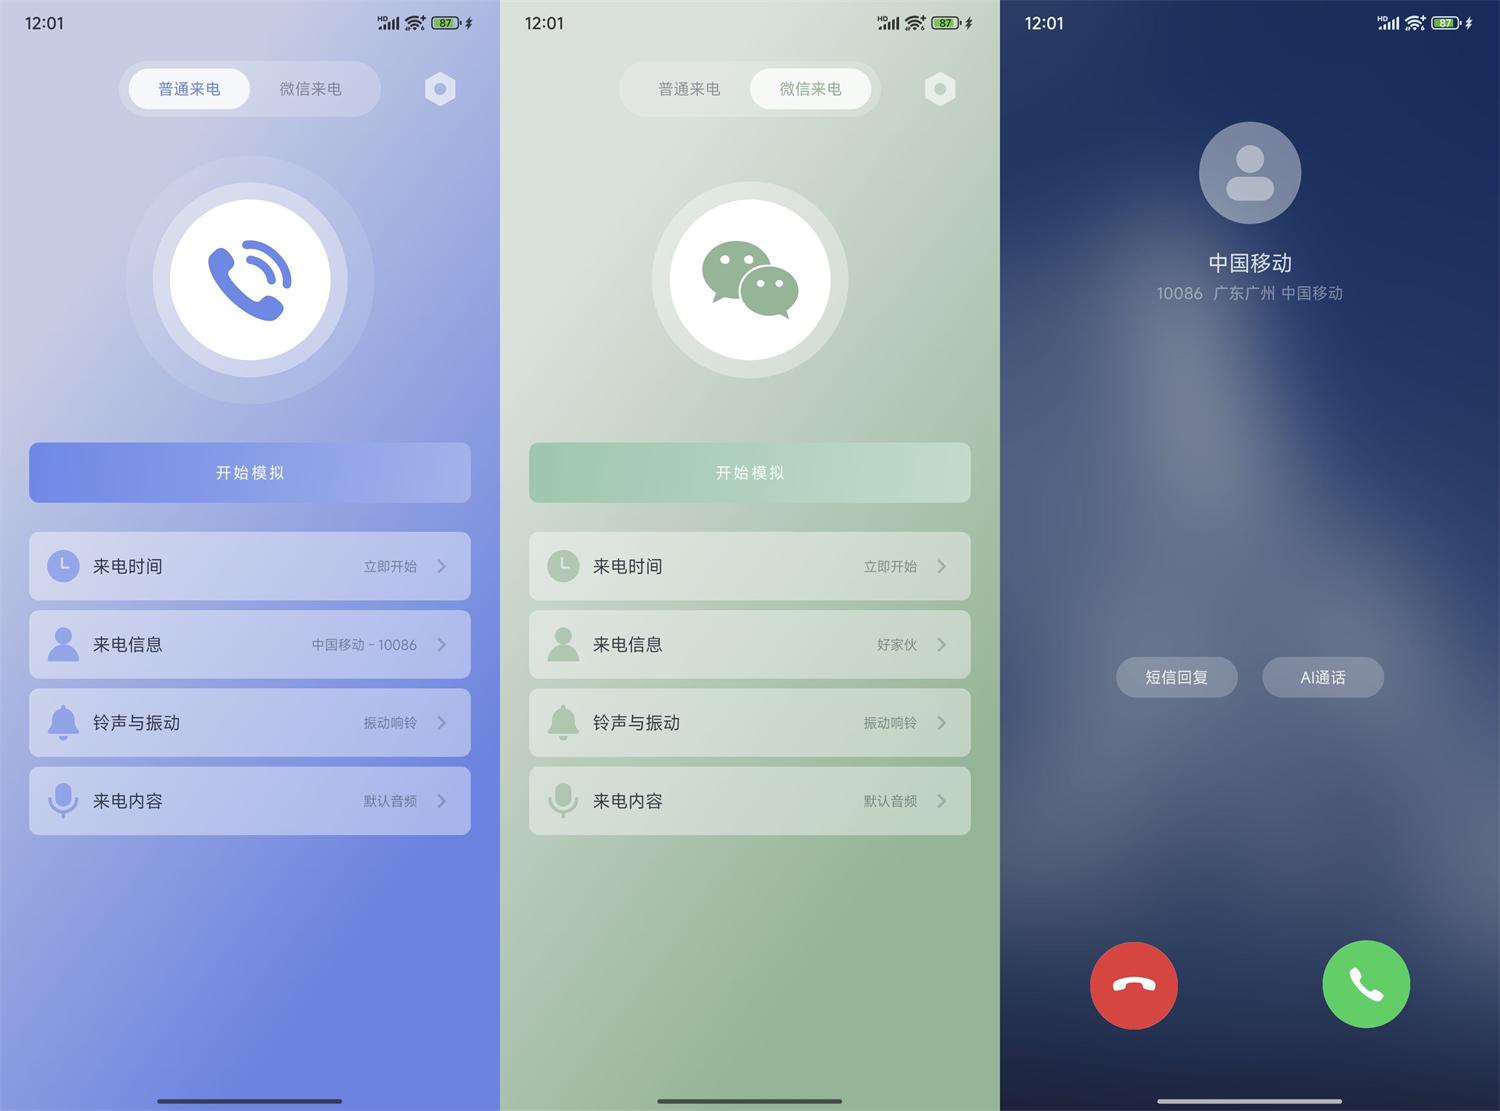 12:01
HD
87
普通来电
微信来电
开始模拟
来电时间
立即开始
来电信息
中国移动 - 10086
铃声与振动
振动响铃
来电内容
默认音频
12:01
HD
87
普通来电
微信来电
开始模拟
来电时间
立即开始
来电信息
好家伙
铃声与振动
振动响铃
来电内容
默认音频
12:01
HD
87
中国移动
10086 广东广州 中国移动
短信回复
AI通话